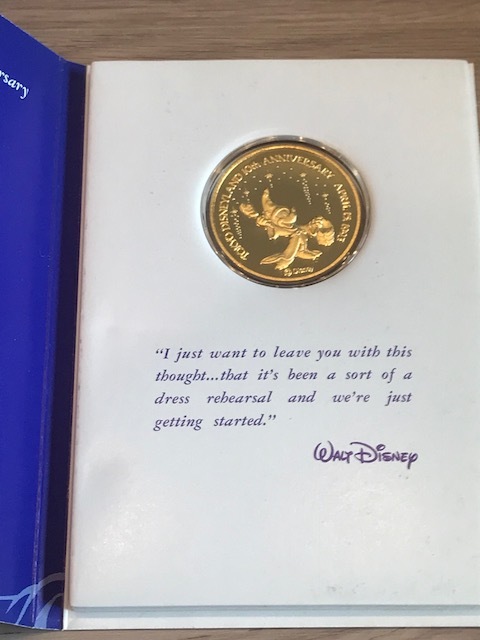 rsary
TOKYO DISNEYLAND 10th ANNIVERSARY APRIL 15, 1993
© Disney
“I just want to leave you with this
thought...that it's been a sort of a
dress rehearsal and we're just
getting started.”
WALT DISNEY